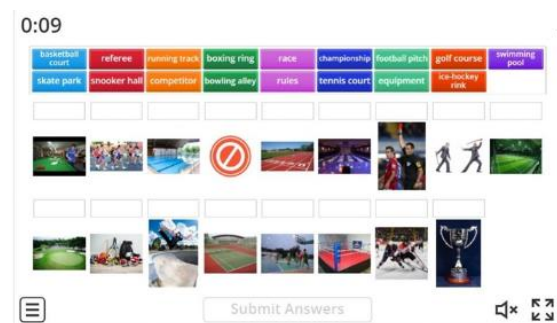 0:09
basketball court
referee
running track
boxing ring
race
championship
football pitch
golf course
swimming pool
skate park
snooker hall
competitor
bowling alley
rules
tennis court
equipment
ice-hockey rink
Submit Answers